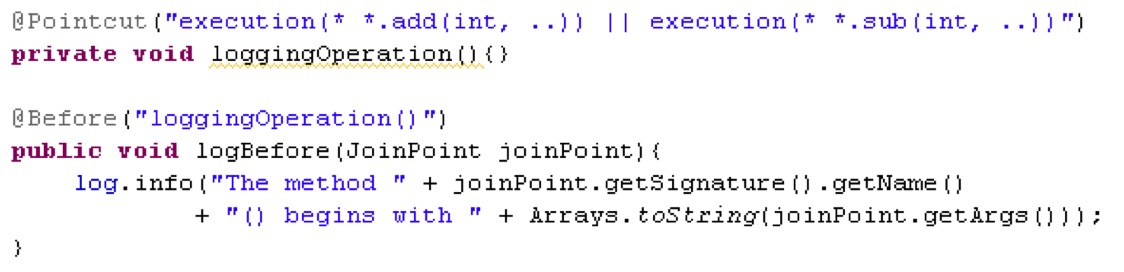 @Pointcut("execution(* *.add(int, ..)) || execution(* *.sub(int, ..))")
private void loggingOperation(){}
@Before("loggingOperation()")
public void logBefore(JoinPoint joinPoint){
log.info("The method " + joinPoint.getSignature().getName()
+ "() begins with " + Arrays.toString(joinPoint.getArgs()));
}